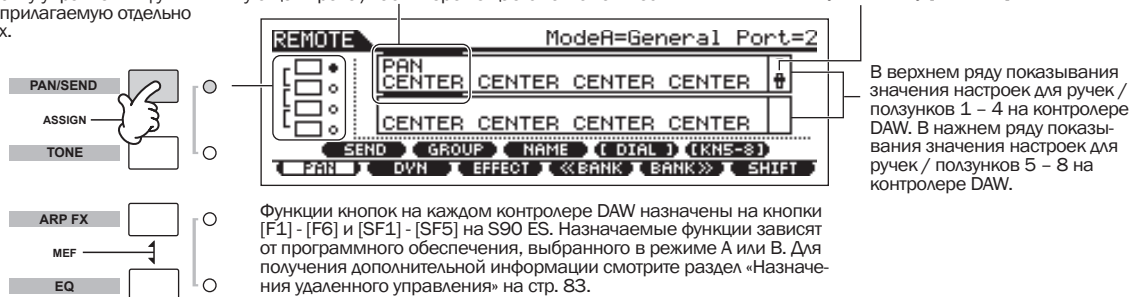 прилагаемую отдельно
х.
PAN/SEND
ASSIGN
TONE
ARP FX
MEF
EQ
REMOTE ModeA=General Port=2
PAN
CENTER CENTER CENTER CENTER
CENTER CENTER CENTER CENTER
SEND GROUP NAME [ DIAL ] [KN5-8]
PAN DYN EFFECT <<BANK BANK>> SHIFT
В верхнем ряду показывания
значения настроек для ручек /
ползунков 1 – 4 на контролере
DAW. В нажнем ряду показы-
вания значения настроек для
ручек / ползунков 5 – 8 на
контролере DAW.
Функции кнопок на каждом контролере DAW назначены на кнопки
[F1] - [F6] и [SF1] - [SF5] на S90 ES. Назначаемые функции зависят
от программного обеспечения, выбранного в режиме А или В. Для
получения дополнительной информации смотрите раздел «Назначе-
ния удаленного управления» на стр. 83.